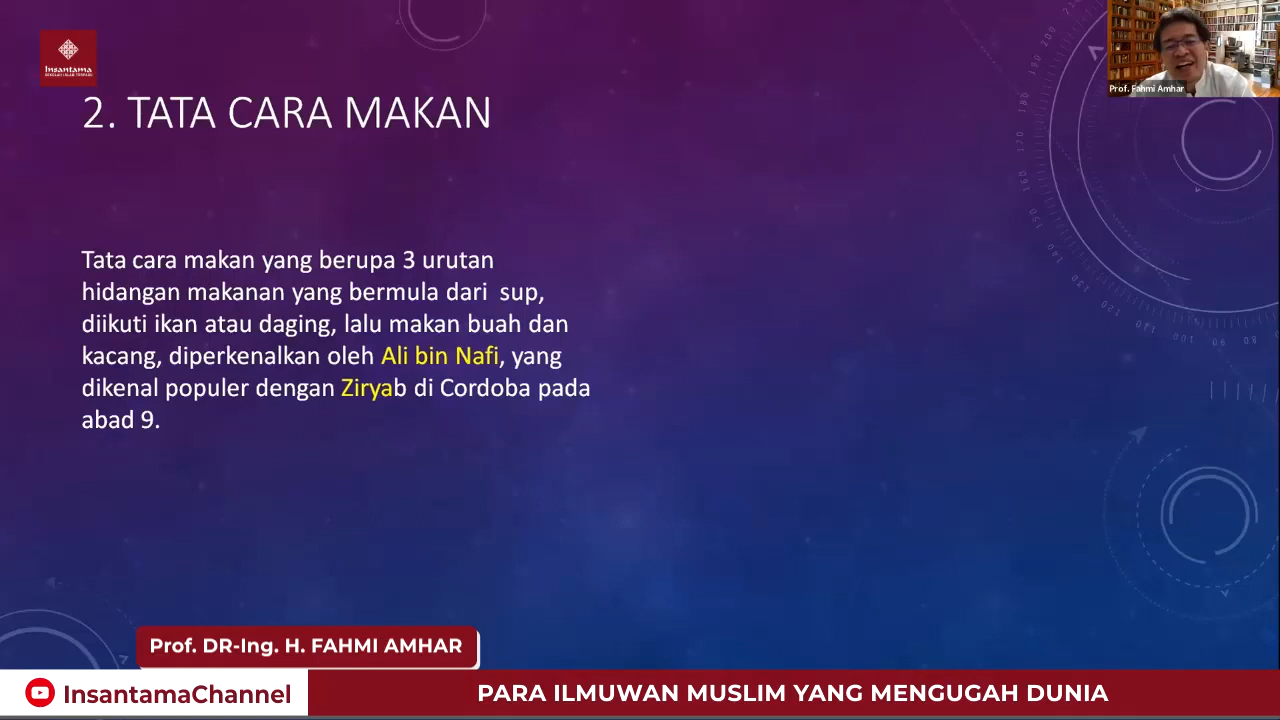 Insantama
SEKOLAH ISLAM TERPADU
Prof. Fahmi Amhar
2. TATA CARA MAKAN
Tata cara makan yang berupa 3 urutan
hidangan makanan yang bermula dari sup,
diikuti ikan atau daging, lalu makan buah dan
kacang, diperkenalkan oleh Ali bin Nafi, yang
dikenal populer dengan Ziryab di Cordoba pada
abad 9.
Prof. DR-Ing. H. FAHMI AMHAR
InsantamaChannel
PARA ILMUWAN MUSLIM YANG MENGUGAH DUNIA